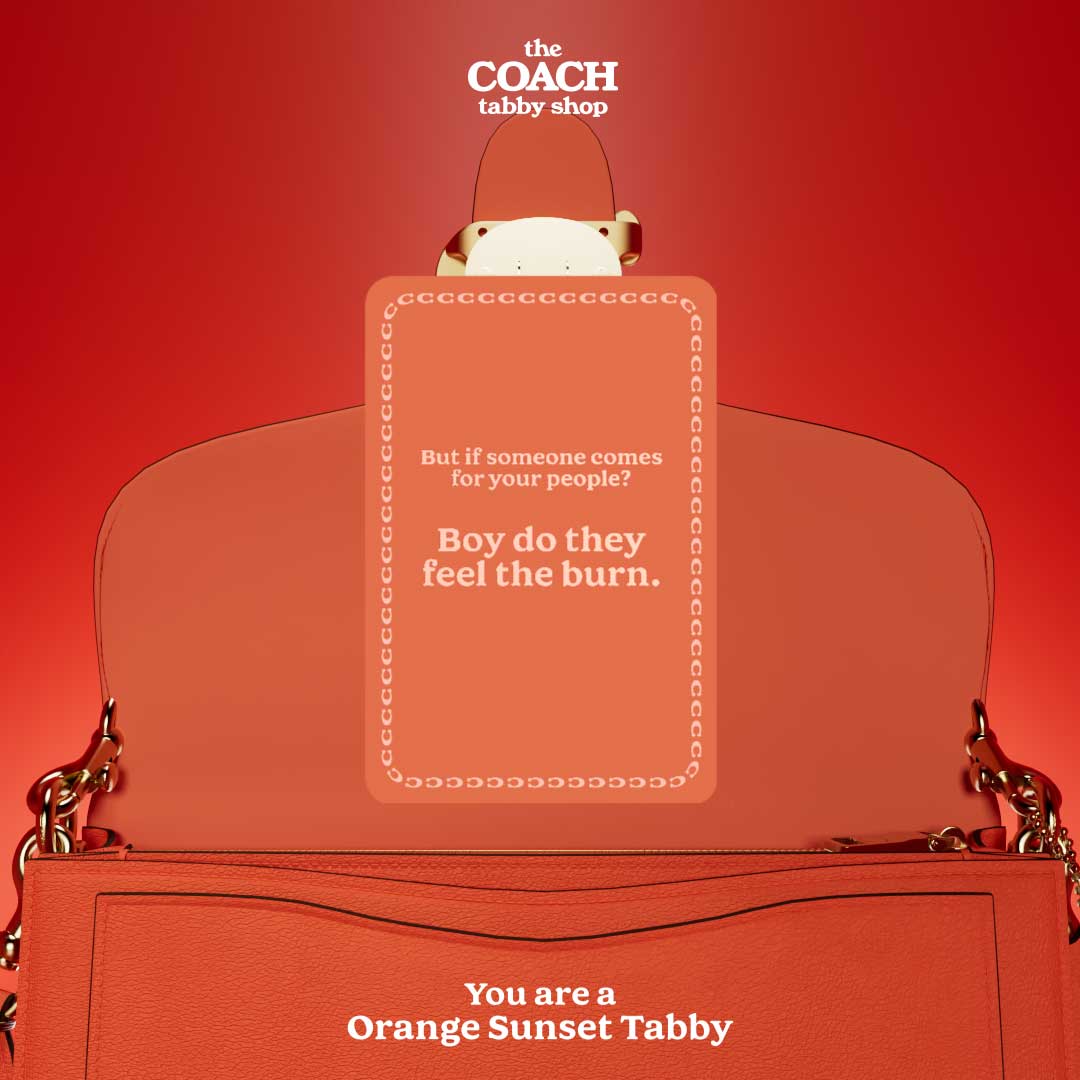 the
COACH
tabby shop
But if someone comes
for your people?
Boy do they
feel the burn.
You are a
Orange Sunset Tabby